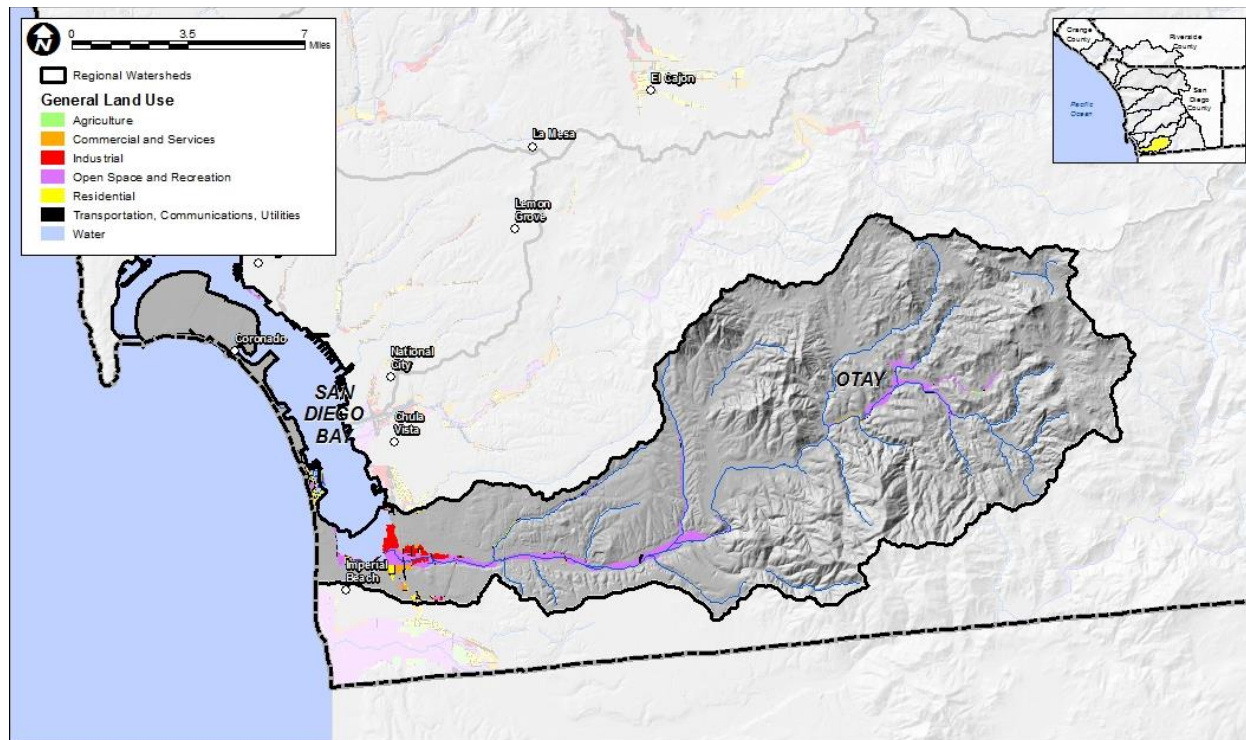 N
0 3.5 7
Miles
Regional Watersheds
General Land Use
Agriculture
Commercial and Services
Industrial
Open Space and Recreation
Residential
Transportation, Communications, Utilities
Water
Orange
County
Riverside
County
San
Diego
County
Pacific
Ocean
El Cajon
La Mesa
Lemon
Grove
Coronado
National
City
SAN
DIEGO
BAY
Chula
Vista
OTAY
Imperial
Beach